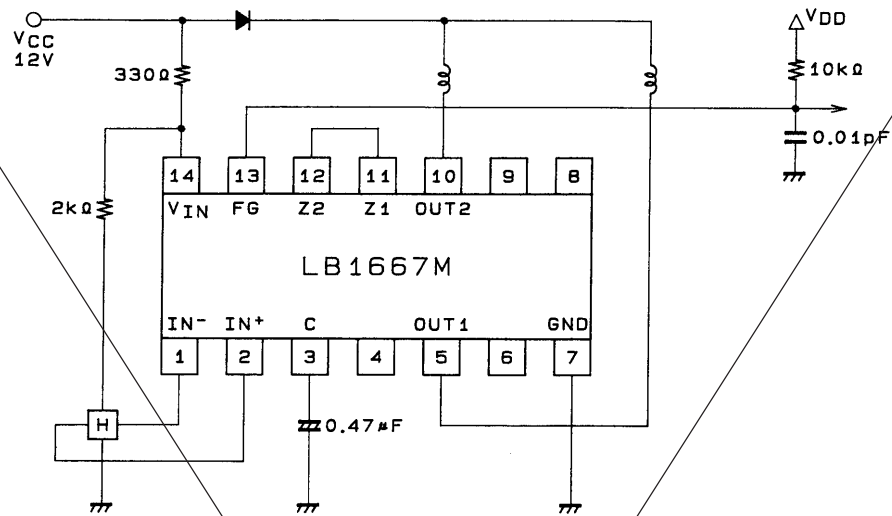 VCC
12V
VDD
330Ω
10kΩ
0.01pF
14 13 12 11 10 9 8
2kΩ
VIN FG Z2 Z1 OUT2
LB1667M
IN- IN+ C OUT1 GND
1 2 3 4 5 6 7
H
0.47μF